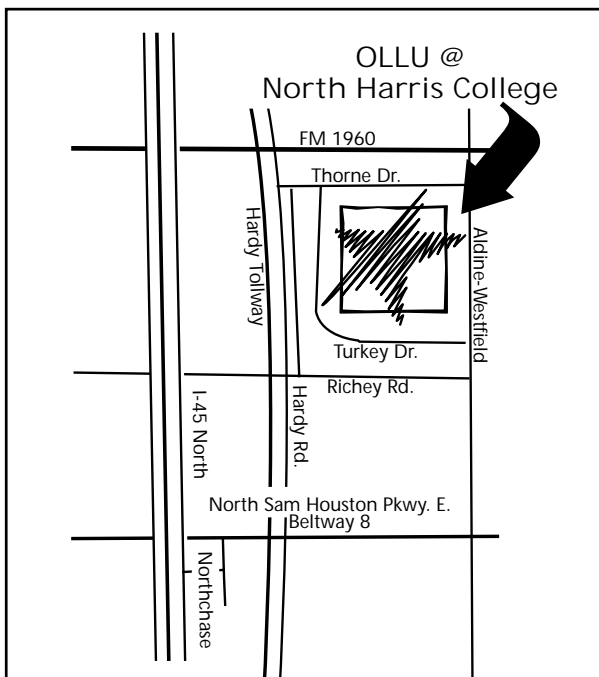 OLLU @
North Harris College
FM 1960
Thorne Dr.
Hardy Tollway
Aldine-Westfield
Turkey Dr.
Richey Rd.
I-45 North
Hardy Rd.
North Sam Houston Pkwy. E.
Beltway 8
Northchase